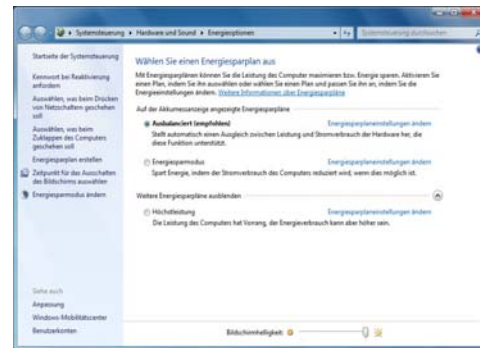 Systemsteuerung ▸ Hardware und Sound ▸ Energieoptionen
Systemsteuerung durchsuchen
Startseite der Systemsteuerung
Kennwort bei Reaktivierung
anfordern
Auswählen, was beim Drücken
von Netzschaltern geschehen
soll
Auswählen, was beim
Zuklappen des Computers
geschehen soll
Energiesparplan erstellen
Zeitpunkt für das Ausschalten
des Bildschirms auswählen
Energiesparmodus ändern
Siehe auch
Anpassung
Windows-Mobilitätscenter
Benutzerkonten
Wählen Sie einen Energiesparplan aus
Mit Energiesparplänen können Sie die Leistung des Computer maximieren bzw. Energie sparen. Aktivieren Sie
einen Plan, indem Sie ihn auswählen oder wählen Sie einen Plan und passen Sie ihn an, indem Sie die
Energieeinstellungen ändern. Weitere Informationen über Energiesparpläne
Auf der Akkumessanzeige angezeigte Energiesparpläne
Ausbalanciert (empfohlen) Energiesparplaneinstellungen ändern
Stellt automatisch einen Ausgleich zwischen Leistung und Stromverbrauch der Hardware her, die
diese Funktion unterstützt.
Energiesparmodus Energiesparplaneinstellungen ändern
Spart Energie, indem der Stromverbrauch des Computers reduziert wird, wenn dies möglich ist.
Weitere Energiesparpläne ausblenden
Höchstleistung Energiesparplaneinstellungen ändern
Die Leistung des Computers hat Vorrang, der Energieverbrauch kann aber höher sein.
Bildschirmhelligkeit: